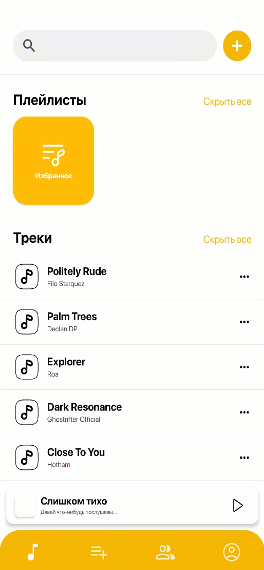 Плейлисты
Скрыть все
Избранное
Треки
Скрыть все
Politely Rude
Filo Starquez
Palm Trees
Declan DP
Explorer
Roa
Dark Resonance
Ghostrifter Official
Close To You
Hotham
Слишком тихо
Давай что-нибудь послушаем...